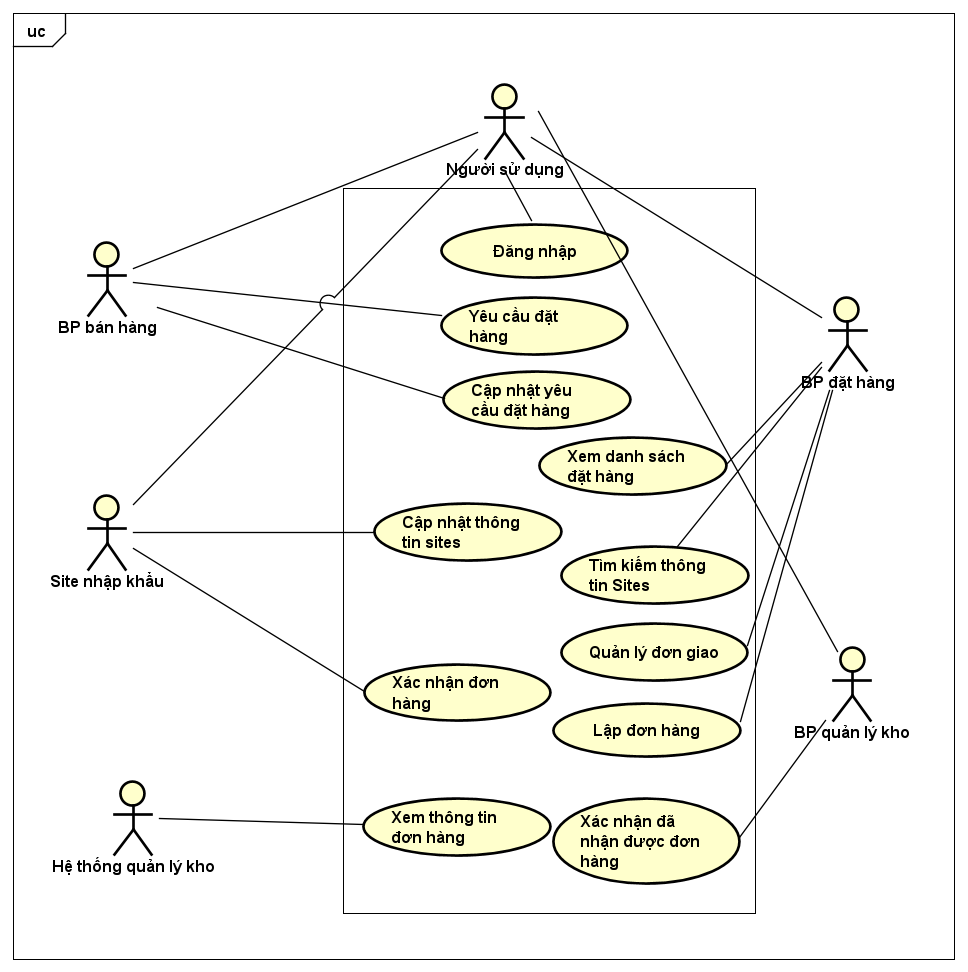 uc
Người sử dụng
Đăng nhập
BP bán hàng
Yêu cầu đặt
hàng
BP đặt hàng
Cập nhật yêu
cầu đặt hàng
Xem danh sách
đặt hàng
Cập nhật thông
tin sites
Site nhập khẩu
Tìm kiếm thông
tin Sites
Quản lý đơn giao
Xác nhận đơn
hàng
Lập đơn hàng
BP quản lý kho
Xem thông tin
đơn hàng
Xác nhận đã
nhận được đơn
hàng
Hệ thống quản lý kho